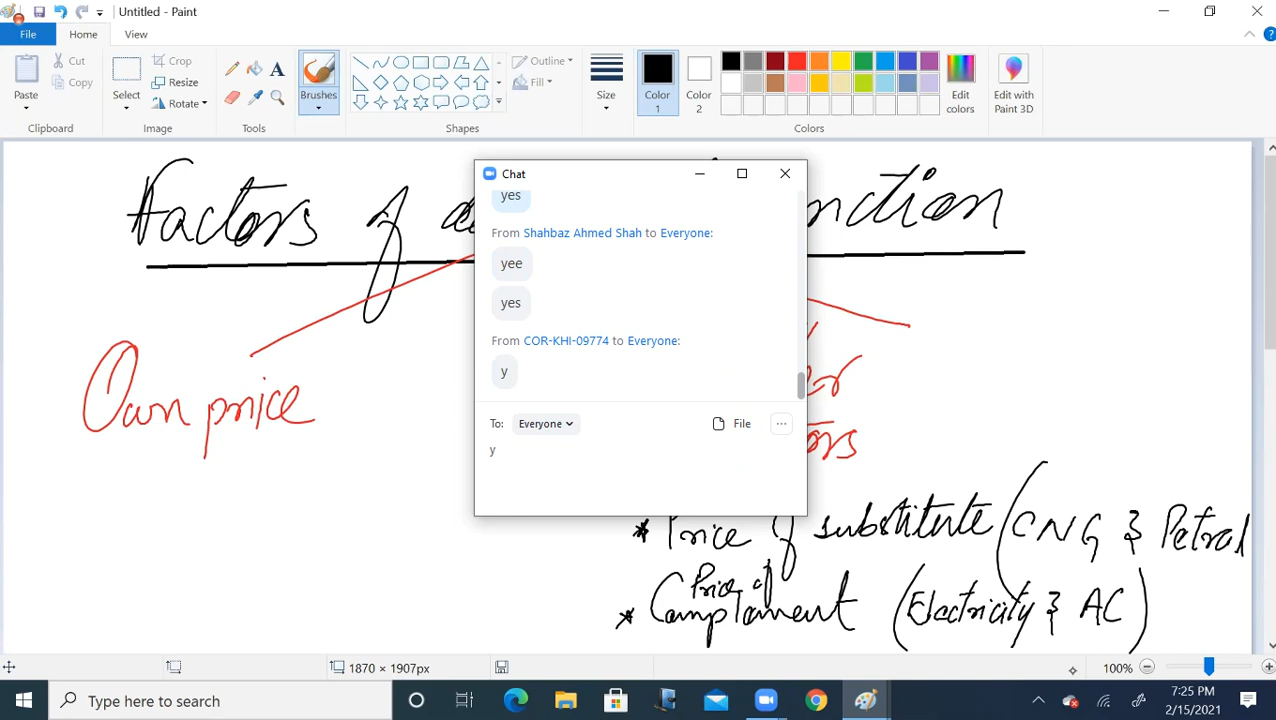 Untitled - Paint
File Home View
Paste
Cut
Copy
Clipboard
Select
Crop
Resize
Rotate
Image
Tools
Brushes
Outline
Fill
Shapes
Size
Color 1
Color 2
Edit colors
Edit with Paint 3D
Colors
Factors of
nction
Own price
Chat
yes
From Shahbaz Ahmed Shah to Everyone:
yee
yes
From COR-KHI-09774 to Everyone:
y
To: Everyone File ...
y
* Price of substitute (CNG & Petral
Price of
* Complament (Electricity & AC)
1870 × 1907px
100%
Type here to search
7:25 PM
2/15/2021